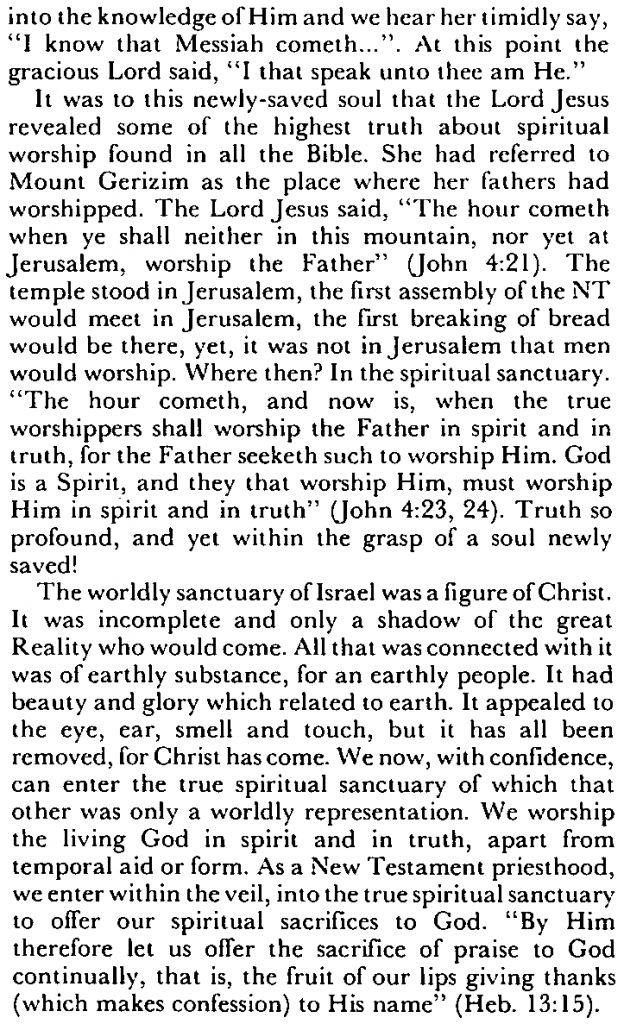 into the knowledge of Him and we hear her timidly say,
“I know that Messiah cometh...”. At this point the
gracious Lord said, “I that speak unto thee am He.”
It was to this newly-saved soul that the Lord Jesus
revealed some of the highest truth about spiritual
worship found in all the Bible. She had referred to
Mount Gerizim as the place where her fathers had
worshipped. The Lord Jesus said, “The hour cometh
when ye shall neither in this mountain, nor yet at
Jerusalem, worship the Father” (John 4:21). The
temple stood in Jerusalem, the first assembly of the NT
would meet in Jerusalem, the first breaking of bread
would be there, yet, it was not in Jerusalem that men
would worship. Where then? In the spiritual sanctuary.
“The hour cometh, and now is, when the true
worshippers shall worship the Father in spirit and in
truth, for the Father seeketh such to worship Him. God
is a Spirit, and they that worship Him, must worship
Him in spirit and in truth” (John 4:23, 24). Truth so
profound, and yet within the grasp of a soul newly
saved!
The worldly sanctuary of Israel was a figure of Christ.
It was incomplete and only a shadow of the great
Reality who would come. All that was connected with it
was of earthly substance, for an earthly people. It had
beauty and glory which related to earth. It appealed to
the eye, ear, smell and touch, but it has all been
removed, for Christ has come. We now, with confidence,
can enter the true spiritual sanctuary of which that
other was only a worldly representation. We worship
the living God in spirit and in truth, apart from
temporal aid or form. As a New Testament priesthood,
we enter within the veil, into the true spiritual sanctuary
to offer our spiritual sacrifices to God. “By Him
therefore let us offer the sacrifice of praise to God
continually, that is, the fruit of our lips giving thanks
(which makes confession) to His name” (Heb. 13:15).